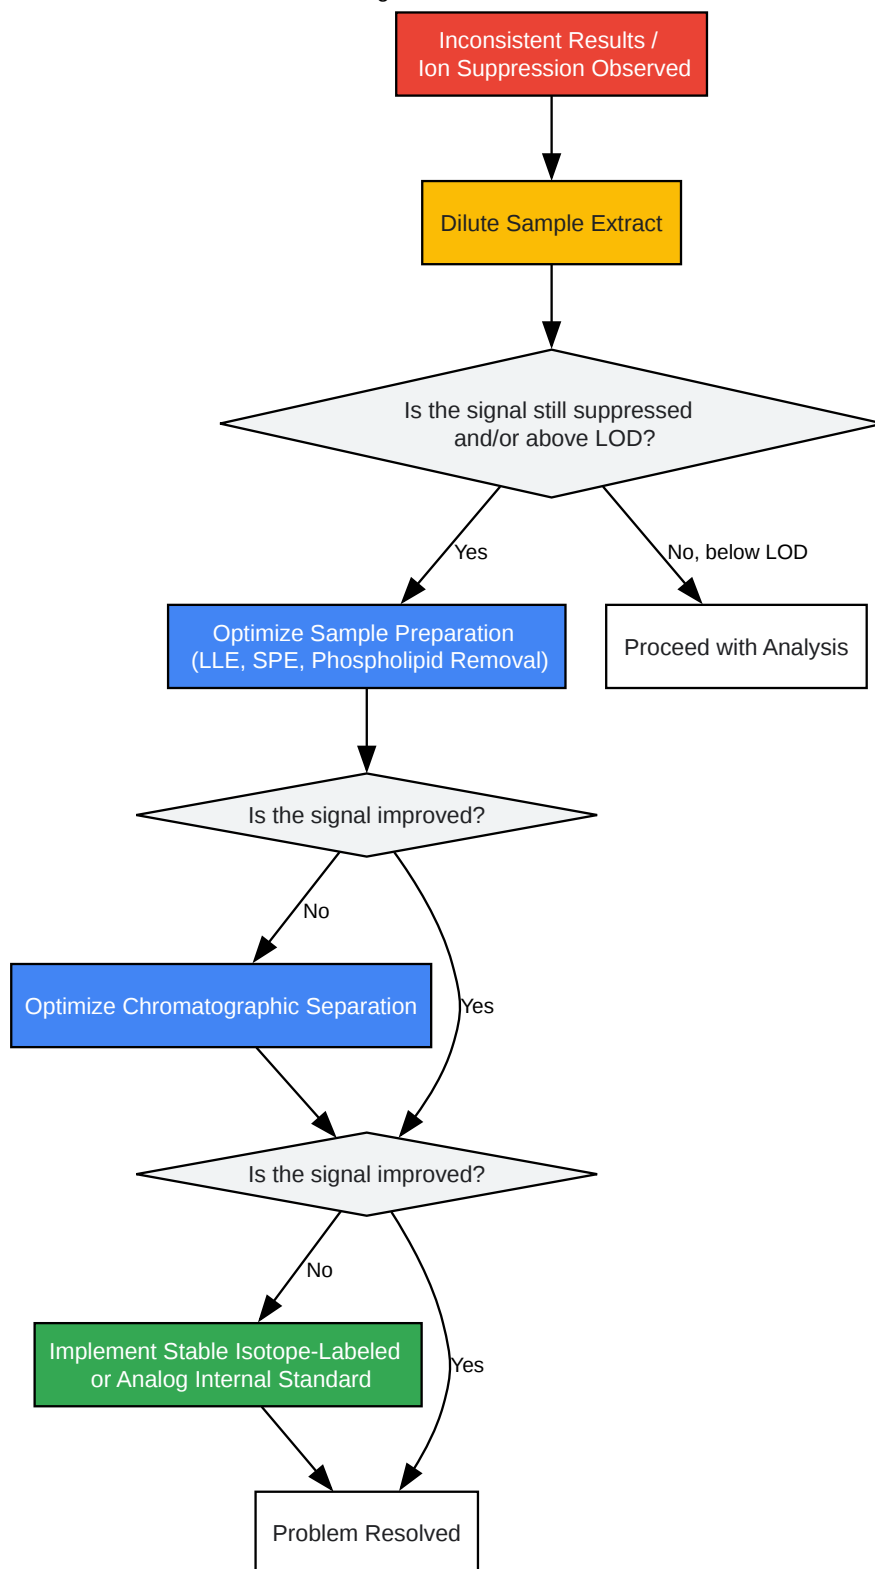 Inconsistent Results /
Ion Suppression Observed
Dilute Sample Extract
Is the signal still suppressed
and/or above LOD?
Yes
No, below LOD
Optimize Sample Preparation
(LLE, SPE, Phospholipid Removal)
Proceed with Analysis
Is the signal improved?
No
Optimize Chromatographic Separation
Yes
Is the signal improved?
No
Implement Stable Isotope-Labeled
or Analog Internal Standard
Yes
Problem Resolved